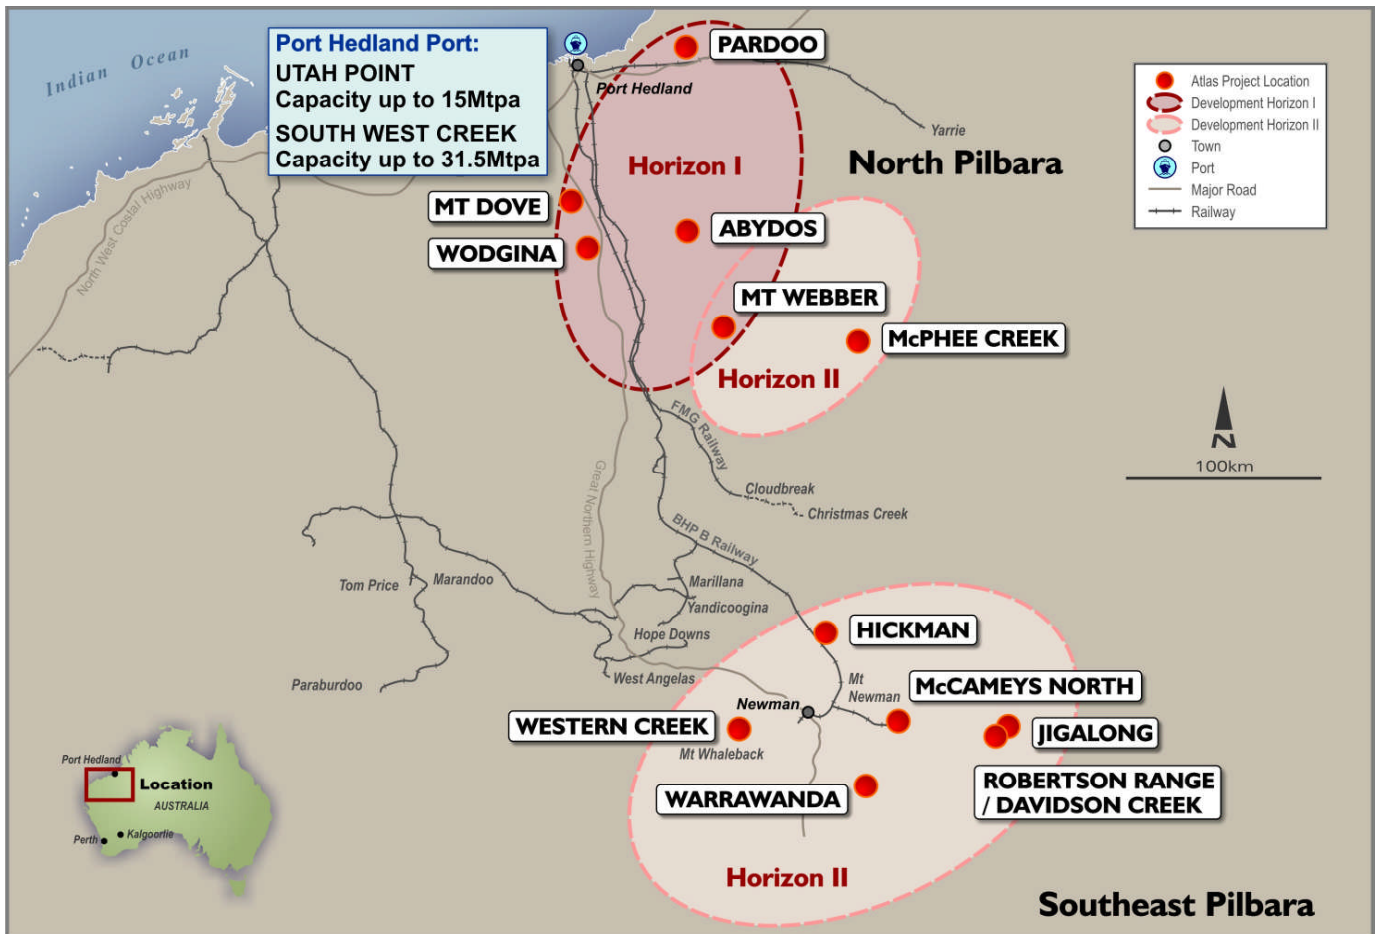 Indian Ocean
Port Hedland Port:
UTAH POINT
Capacity up to 15Mtpa
SOUTH WEST CREEK
Capacity up to 31.5Mtpa
PARDOO
Port Hedland
Yarrie
Atlas Project Location
Development Horizon I
Development Horizon II
Town
Port
Major Road
Railway
North Pilbara
Horizon I
North West Costal Highway
MT DOVE
WODGINA
ABYDOS
MT WEBBER
McPHEE CREEK
Horizon II
FMG Railway
N
100km
Great Northern Highway
Cloudbreak
Christmas Creek
BHP B Railway
Tom Price
Marandoo
Marillana
Yandicoogina
Hope Downs
West Angelas
Paraburdoo
HICKMAN
Mt
Newman
McCAMEYS NORTH
Newman
WESTERN CREEK
Mt Whaleback
JIGALONG
WARRAWANDA
ROBERTSON RANGE
/ DAVIDSON CREEK
Horizon II
Southeast Pilbara
Port Hedland
Location
AUSTRALIA
Perth
Kalgoorlie